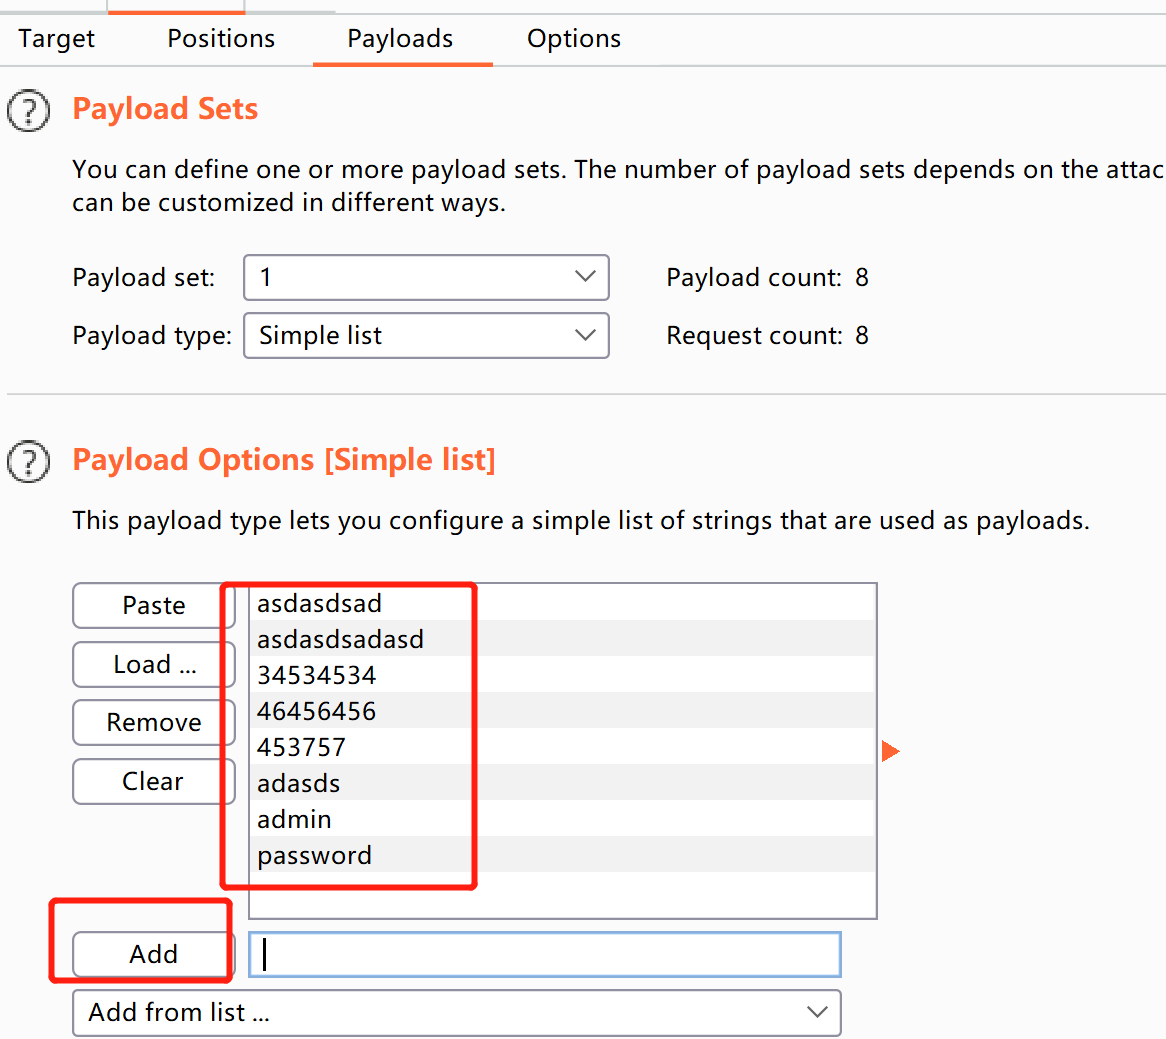 Target Positions Payloads Options
? Payload Sets
You can define one or more payload sets. The number of payload sets depends on the attac
can be customized in different ways.
Payload set: 1 Payload count: 8
Payload type: Simple list Request count: 8
? Payload Options [Simple list]
This payload type lets you configure a simple list of strings that are used as payloads.
Paste asdasdsad
asdasdsadasd
Load ... 34534534
Remove 46456456
453757
Clear adasds
admin
password
Add
Add from list ...